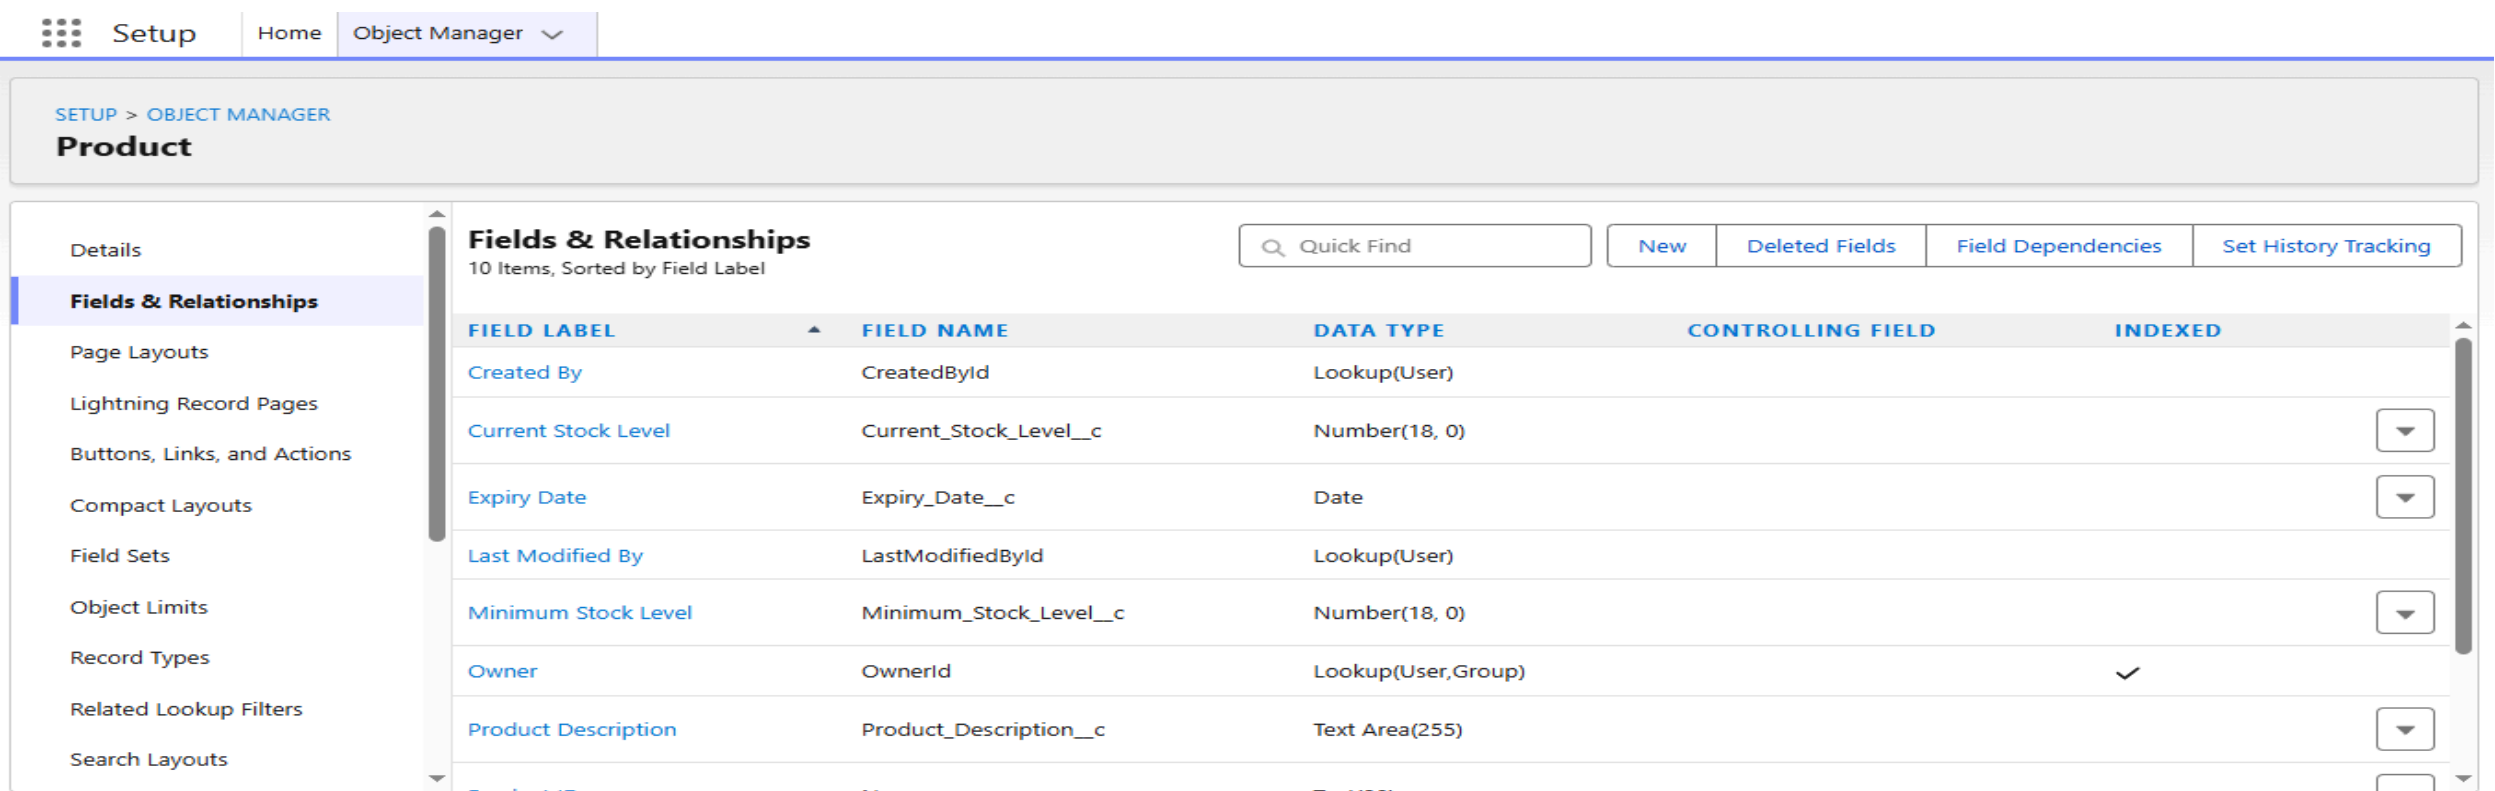 Setup
Home
Object Manager
SETUP > OBJECT MANAGER
Product
Details
Fields & Relationships
Page Layouts
Lightning Record Pages
Buttons, Links, and Actions
Compact Layouts
Field Sets
Object Limits
Record Types
Related Lookup Filters
Search Layouts
Fields & Relationships
10 Items, Sorted by Field Label
Quick Find
New
Deleted Fields
Field Dependencies
Set History Tracking
FIELD LABEL FIELD NAME DATA TYPE CONTROLLING FIELD INDEXED
Created By CreatedById Lookup(User)
Current Stock Level Current_Stock_Level__c Number(18, 0)
Expiry Date Expiry_Date__c Date
Last Modified By LastModifiedById Lookup(User)
Minimum Stock Level Minimum_Stock_Level__c Number(18, 0)
Owner OwnerId Lookup(User,Group)
Product Description Product_Description__c Text Area(255)